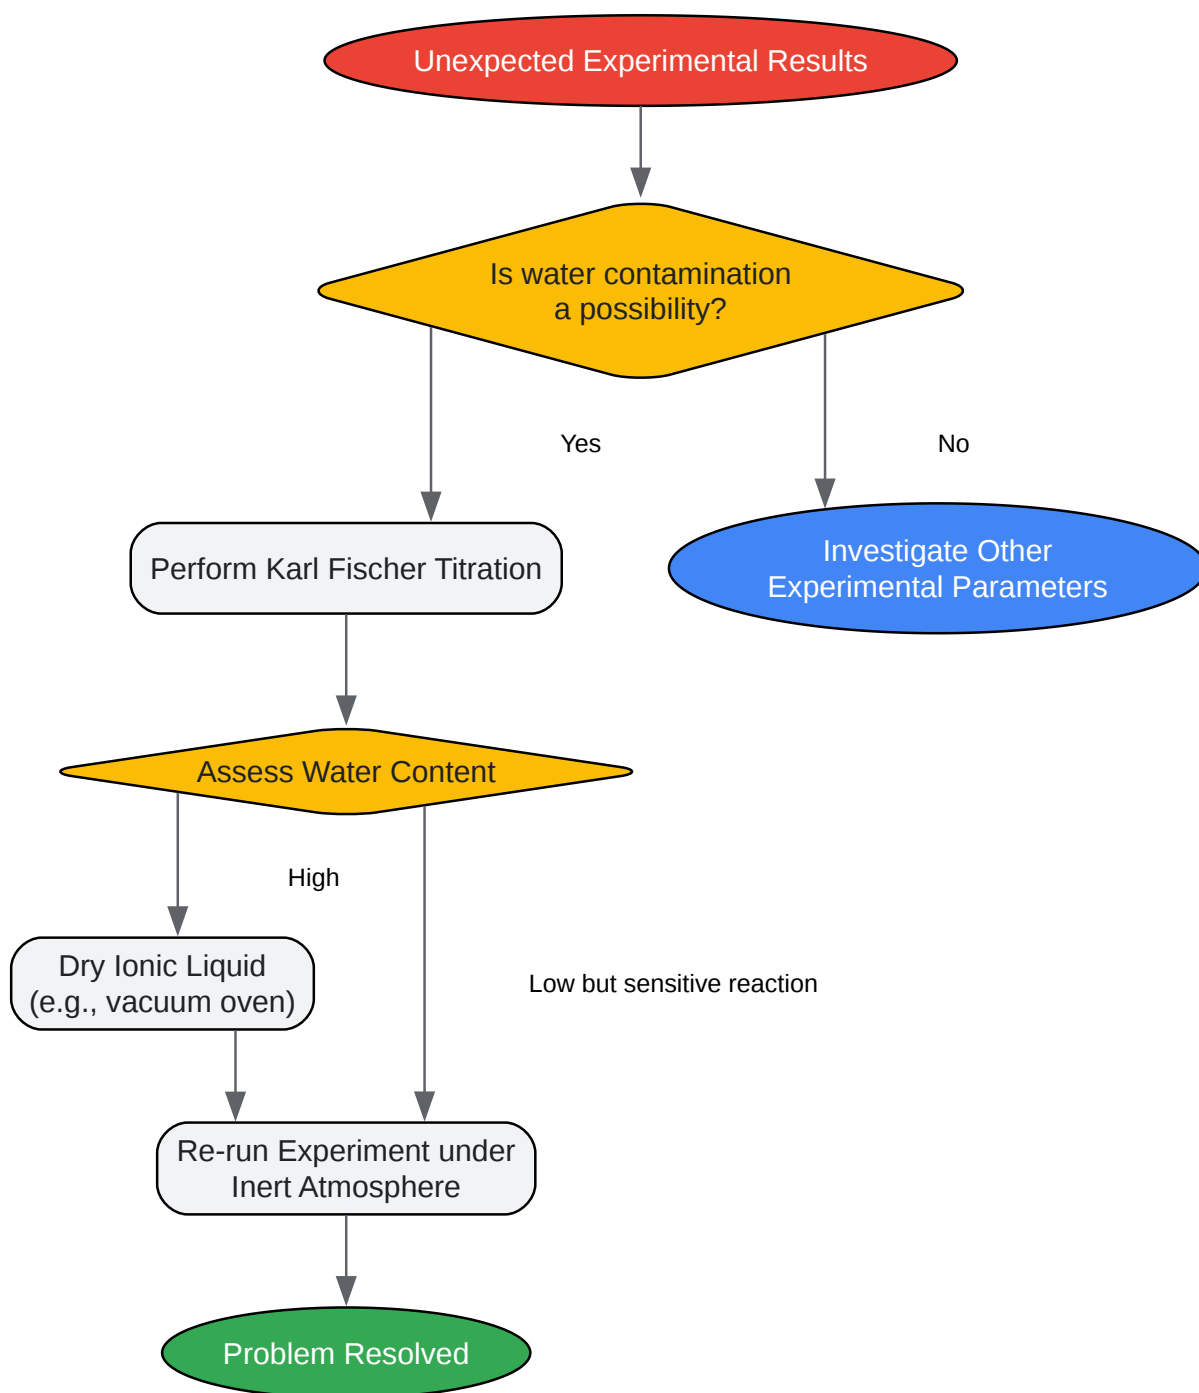 Unexpected Experimental Results
Is water contamination
a possibility?
Yes
No
Perform Karl Fischer Titration
Investigate Other
Experimental Parameters
Assess Water Content
High
Dry Ionic Liquid
(e.g., vacuum oven)
Low but sensitive reaction
Re-run Experiment under
Inert Atmosphere
Problem Resolved